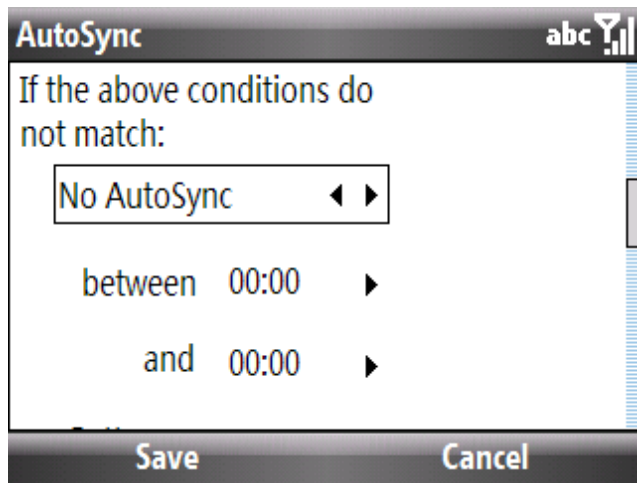 AutoSync abc
If the above conditions do
not match:
No AutoSync
between 00:00
and 00:00
Save Cancel